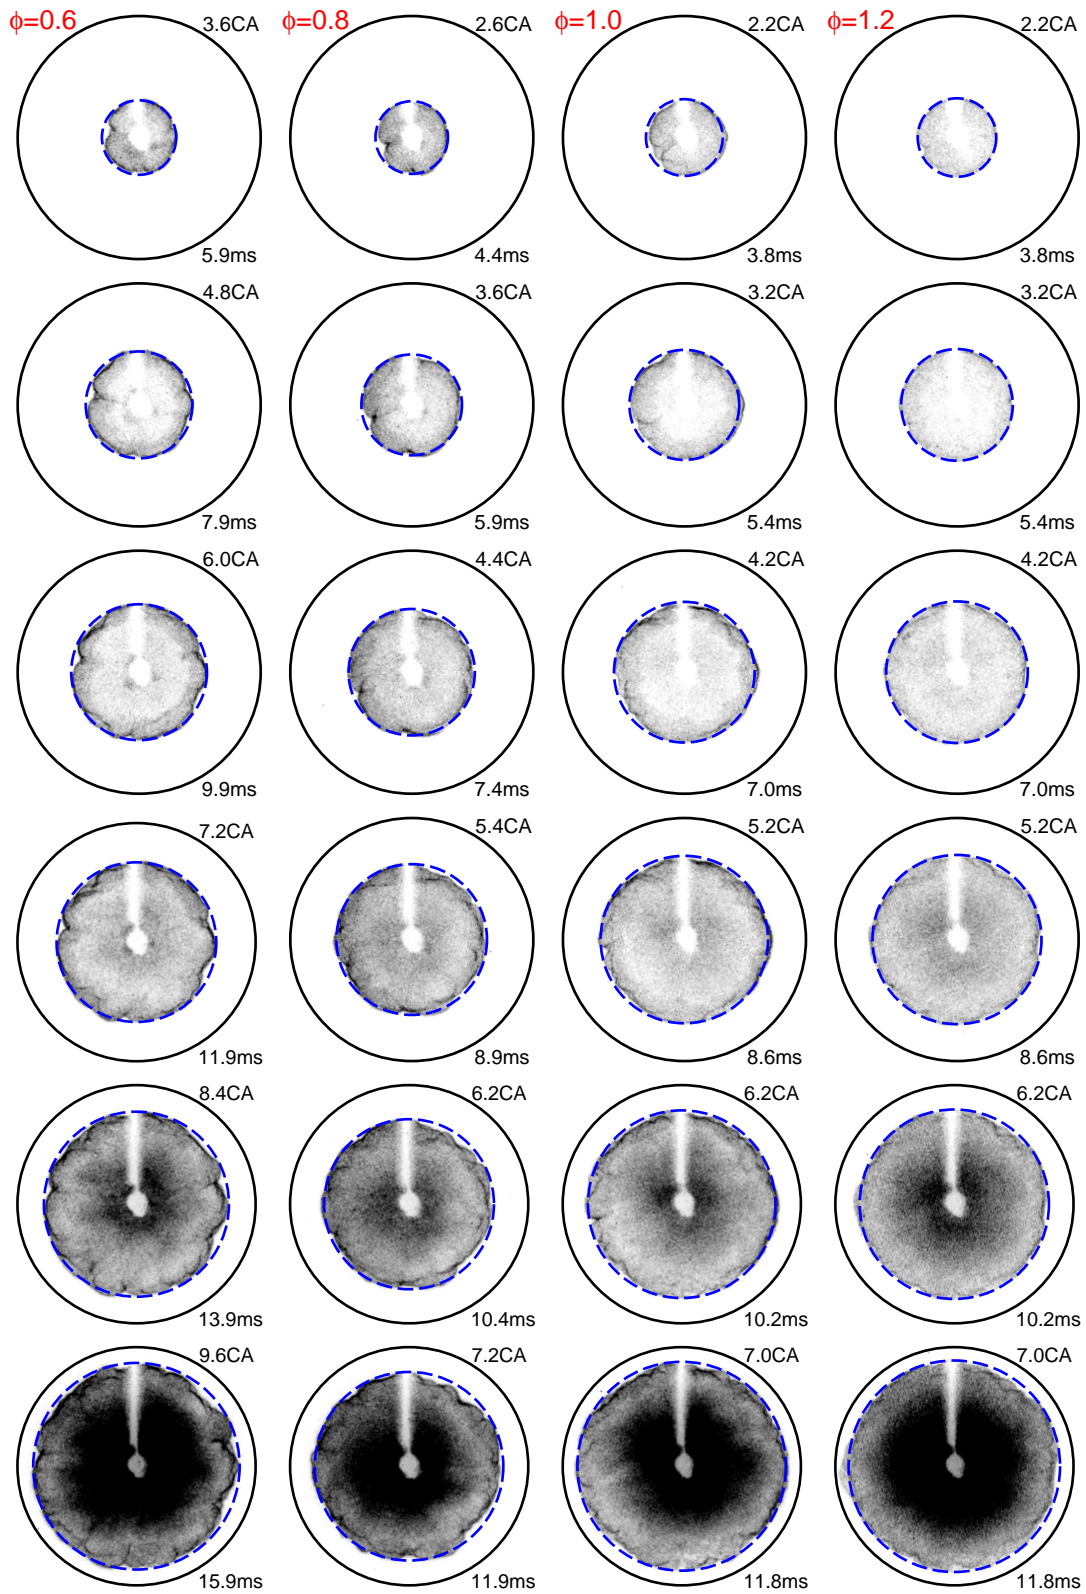 ϕ=0.6 3.6CA ϕ=0.8 2.6CA ϕ=1.0 2.2CA ϕ=1.2 2.2CA
5.9ms 4.4ms 3.8ms 3.8ms
4.8CA 3.6CA 3.2CA 3.2CA
7.9ms 5.9ms 5.4ms 5.4ms
6.0CA 4.4CA 4.2CA 4.2CA
9.9ms 7.4ms 7.0ms 7.0ms
7.2CA 5.4CA 5.2CA 5.2CA
11.9ms 8.9ms 8.6ms 8.6ms
8.4CA 6.2CA 6.2CA 6.2CA
13.9ms 10.4ms 10.2ms 10.2ms
9.6CA 7.2CA 7.0CA 7.0CA
15.9ms 11.9ms 11.8ms 11.8ms